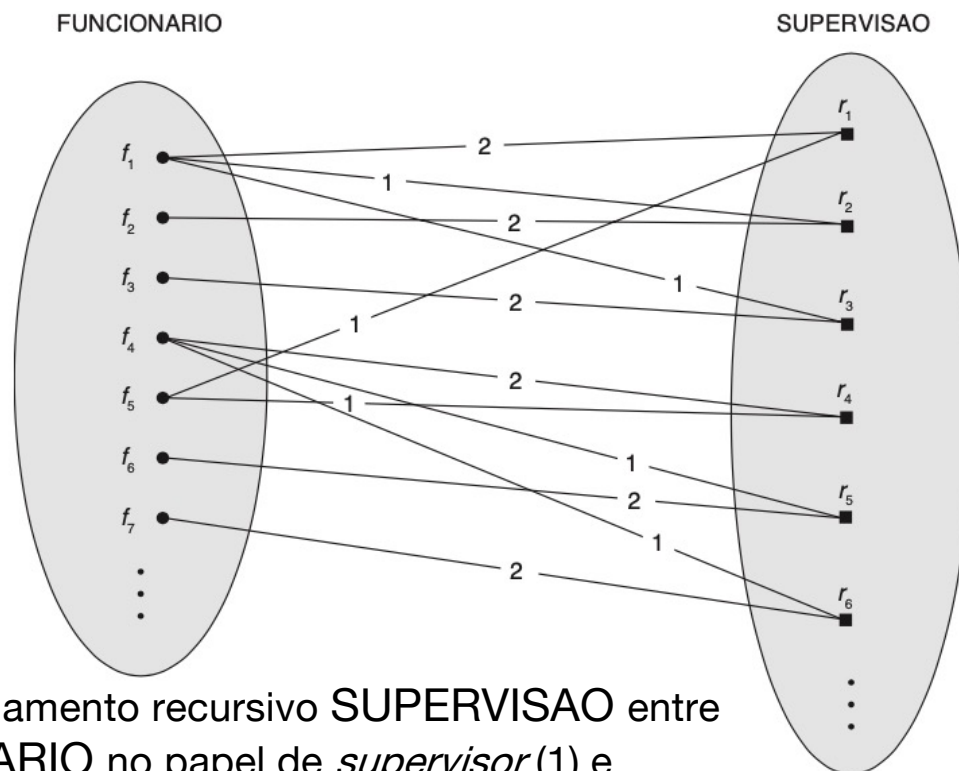 FUNCIONARIO SUPERVISAO
f1
f2
f3
f4
f5
f6
f7
2
1
2
1
2
1
2
1
1
2
1
2
r1
r2
r3
r4
r5
r6
amento recursivo SUPERVISAO entre
ARIO no papel de supervisor (1) e